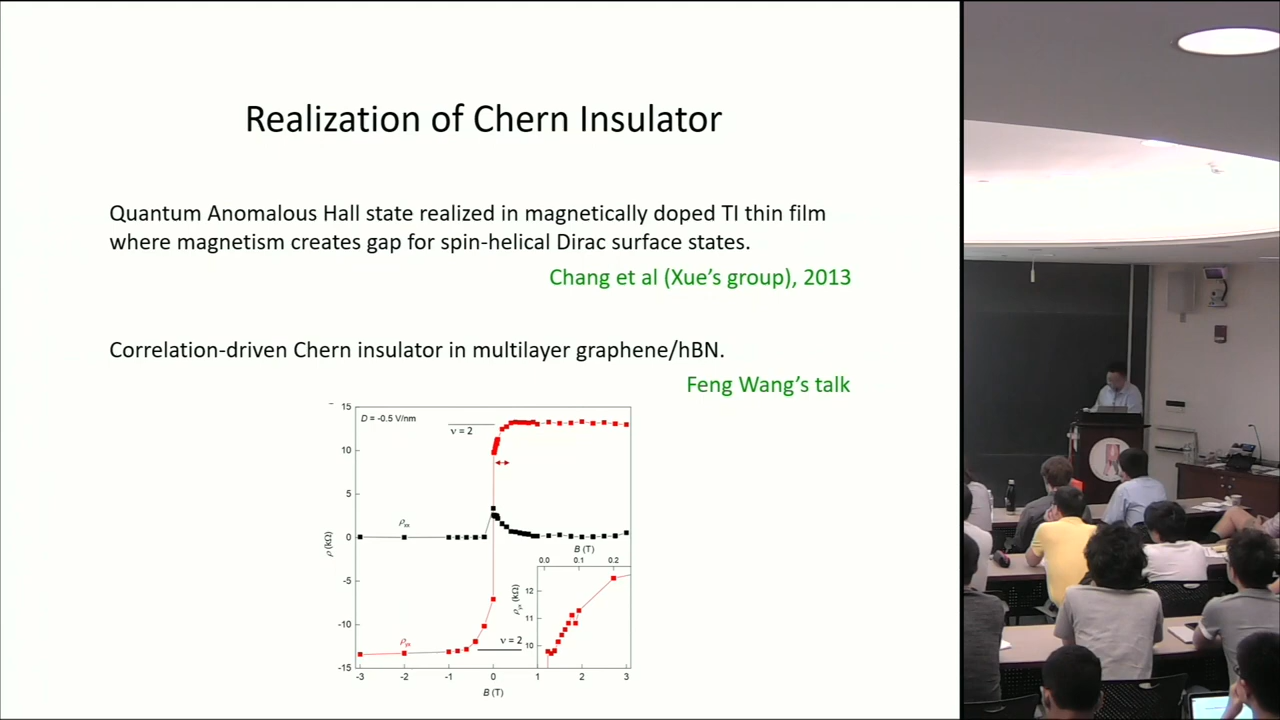 Realization of Chern Insulator
Quantum Anomalous Hall state realized in magnetically doped TI thin film
where magnetism creates gap for spin-helical Dirac surface states.
Chang et al (Xue's group), 2013
Correlation-driven Chern insulator in multilayer graphene/hBN.
Feng Wang's talk
D = -0.5 V/nm
ν = 2
15
10
5
0
-5
-10
-15
ρ (kΩ)
ρxx
ρyx
ν = 2
-3 -2 -1 0 1 2 3
B (T)
B (T)
0.0 0.1 0.2
12
11
10
ρyx (kΩ)